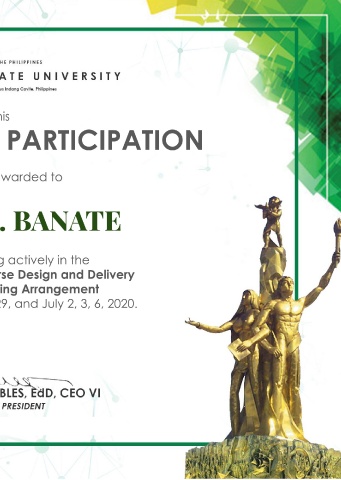 THE PHILIPPINES
ATE UNIVERSITY
us Indang Cavite, Philippines
his
PARTICIPATION
warded to
. BANATE
g actively in the
rse Design and Delivery
ing Arrangement
29, and July 2, 3, 6, 2020.
BLES, EdD, CEO VI
PRESIDENT